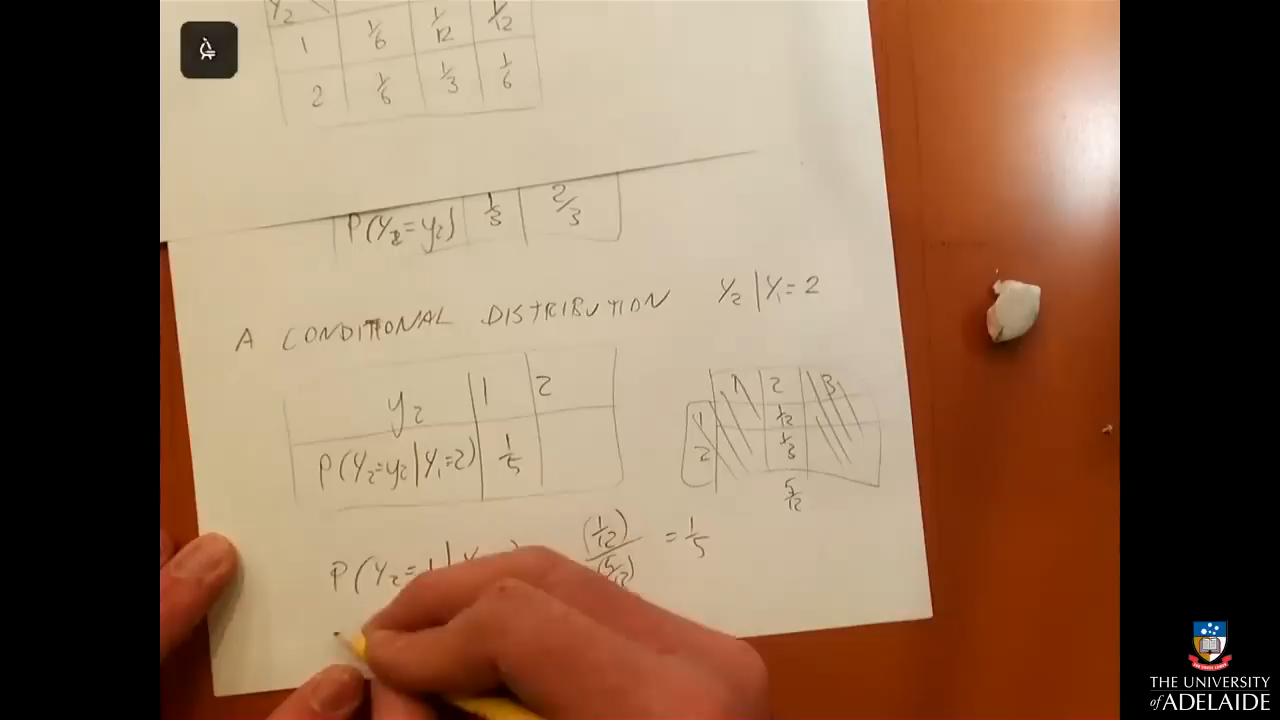 Y2
1 1/6 1/12 1/12
2 1/6 1/3 1/6
P(Y2=y2) 1/3 2/3
A CONDITIONAL DISTRIBUTION Y2|Y1=2
y2 1 2
P(Y2=y2|Y1=2) 1/5
1 2 3
1 1/12
2 1/3
5/12
P(Y2=1| (1/12)/(5/12) = 1/5
THE UNIVERSITY
of ADELAIDE